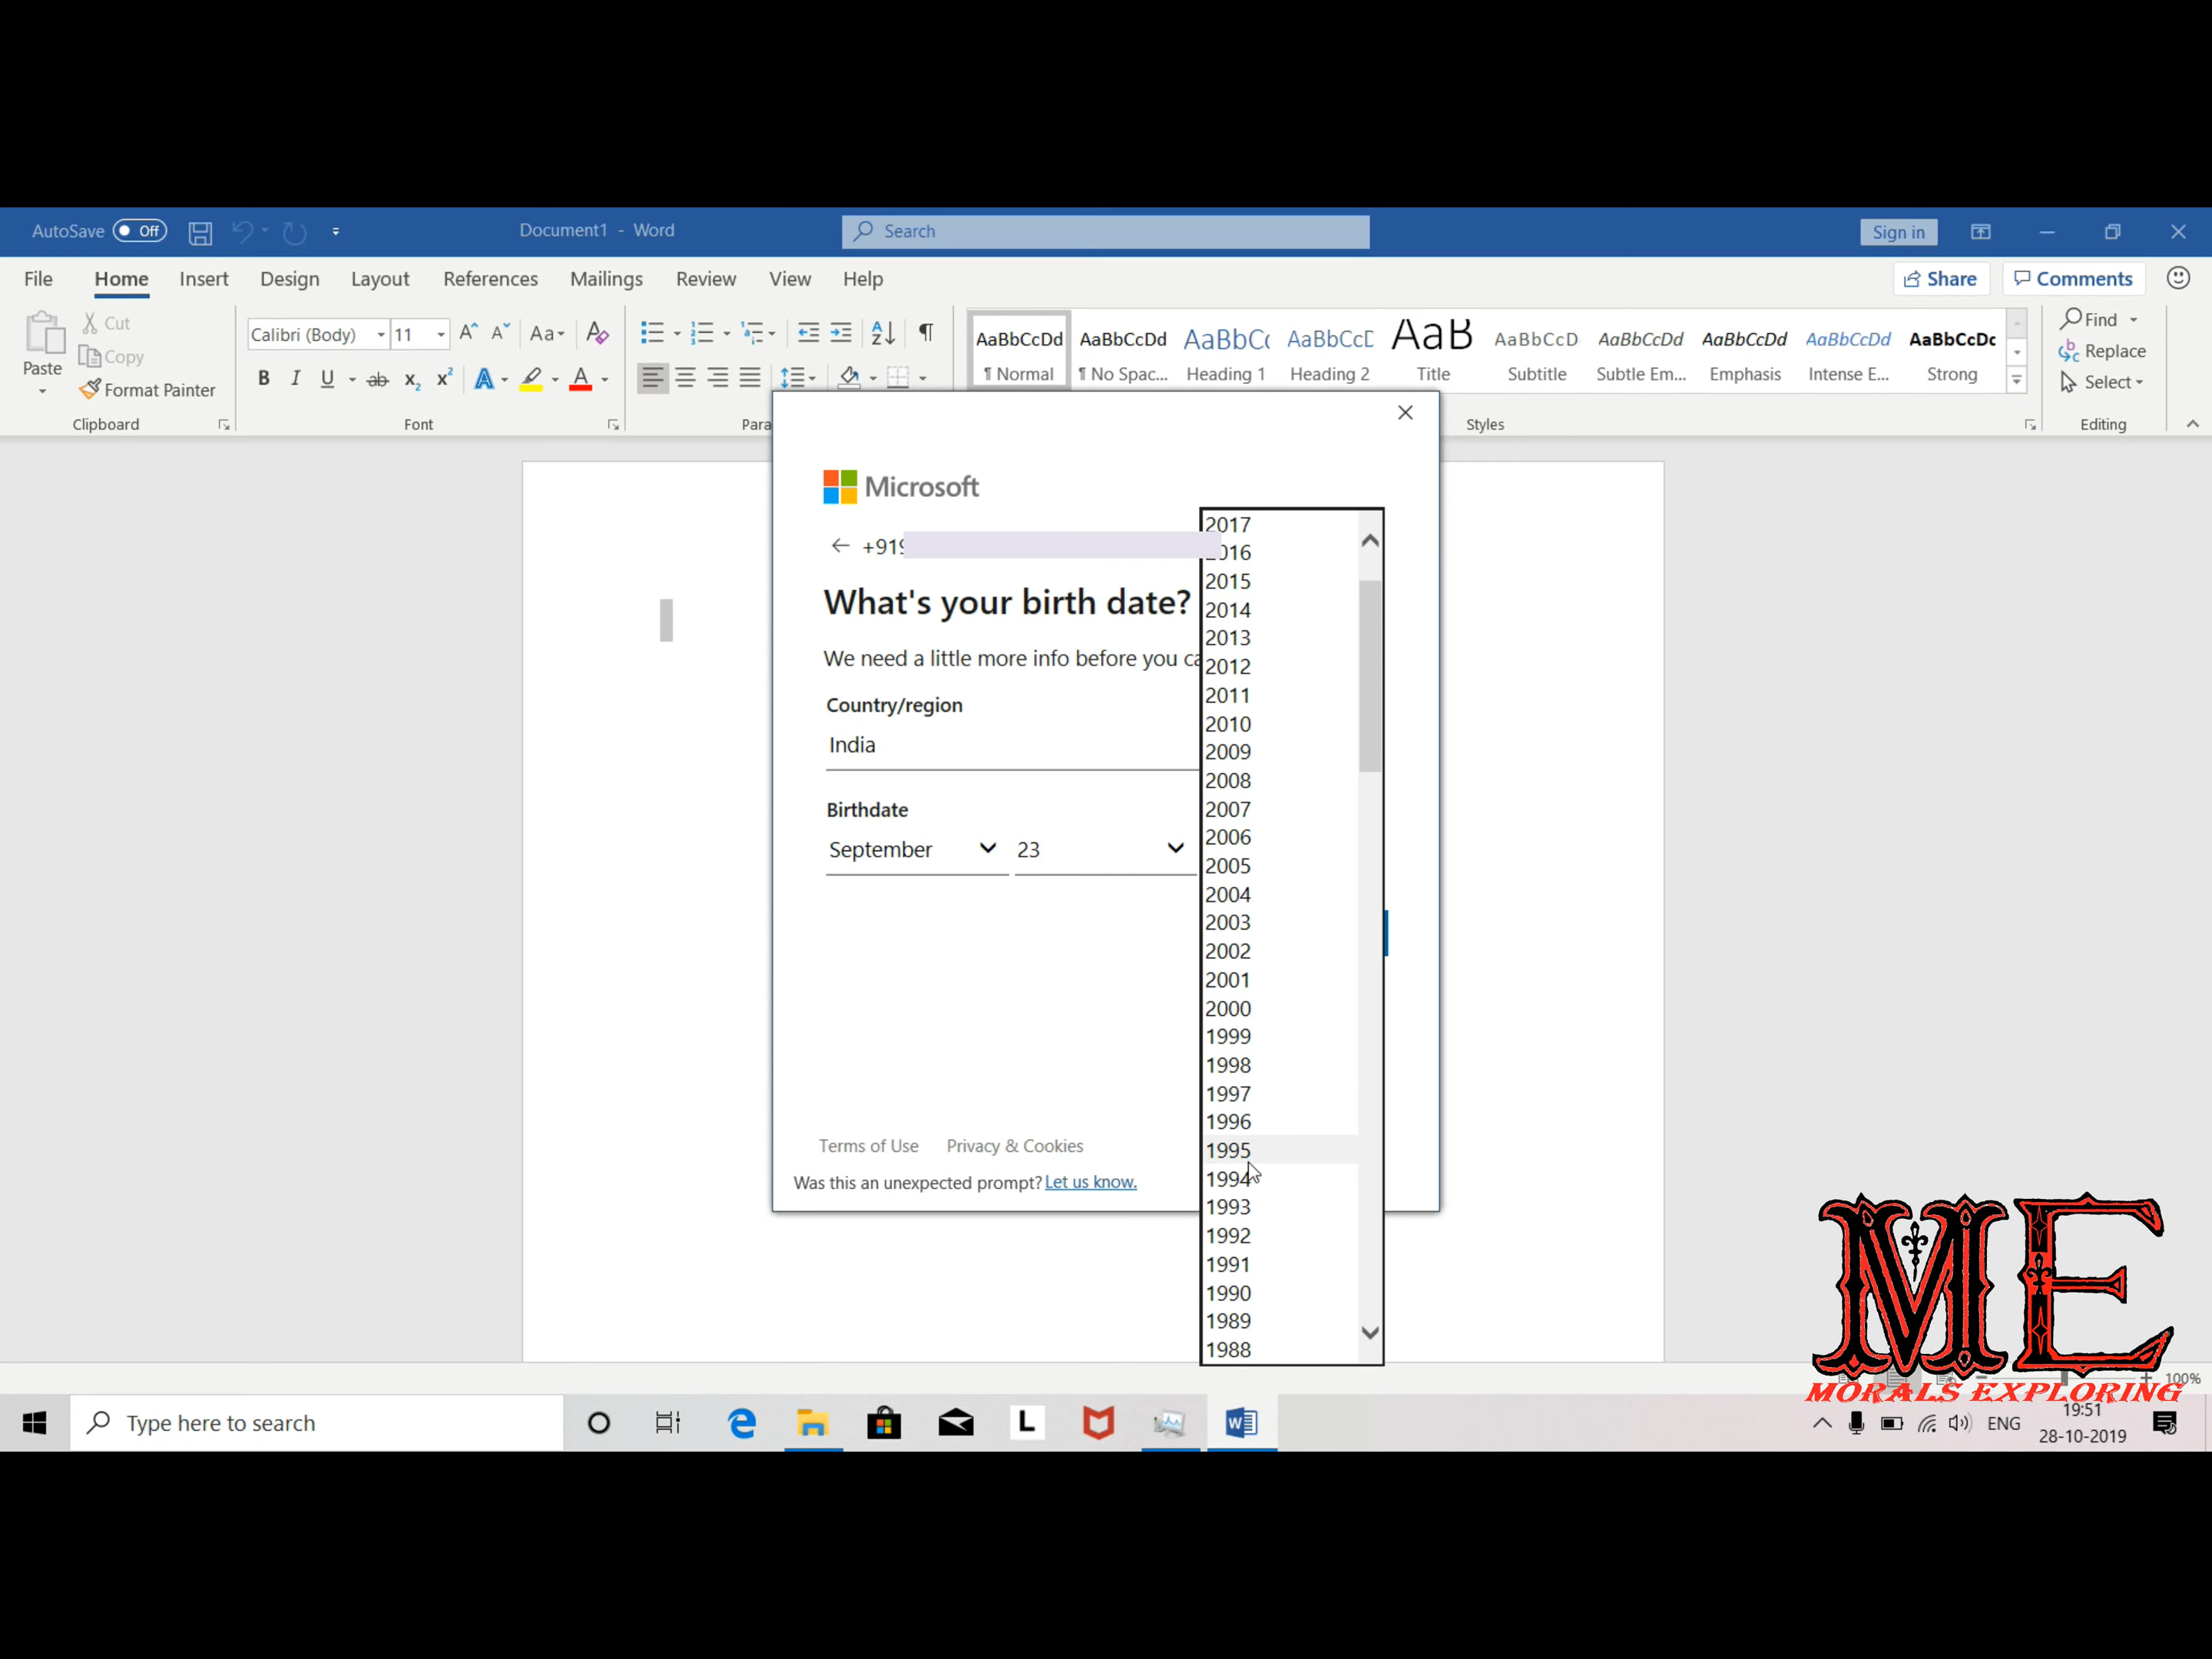 AutoSave Off Document1 - Word Search Sign in
File Home Insert Design Layout References Mailings Review View Help Share Comments
Paste
Cut
Copy
Format Painter
Clipboard
Calibri (Body) 11
Font
Para
AaBbCcDd
¶ Normal
AaBbCcDd
¶ No Spac...
AaBbC
Heading 1
AaBbCcD
Heading 2
AaB
Title
AaBbCcD
Subtitle
AaBbCcDd
Subtle Em...
AaBbCcDd
Emphasis
AaBbCcDd
Intense E...
AaBbCcDc
Strong
Styles
Find
Replace
Select
Editing
Microsoft
+919
What's your birth date?
We need a little more info before you ca
Country/region
India
Birthdate
September 23
2017
2016
2015
2014
2013
2012
2011
2010
2009
2008
2007
2006
2005
2004
2003
2002
2001
2000
1999
1998
1997
1996
1995
1994
1993
1992
1991
1990
1989
1988
Terms of Use Privacy & Cookies
Was this an unexpected prompt? Let us know.
ME
MORALS EXPLORING
100%
Type here to search
ENG
19:51
28-10-2019